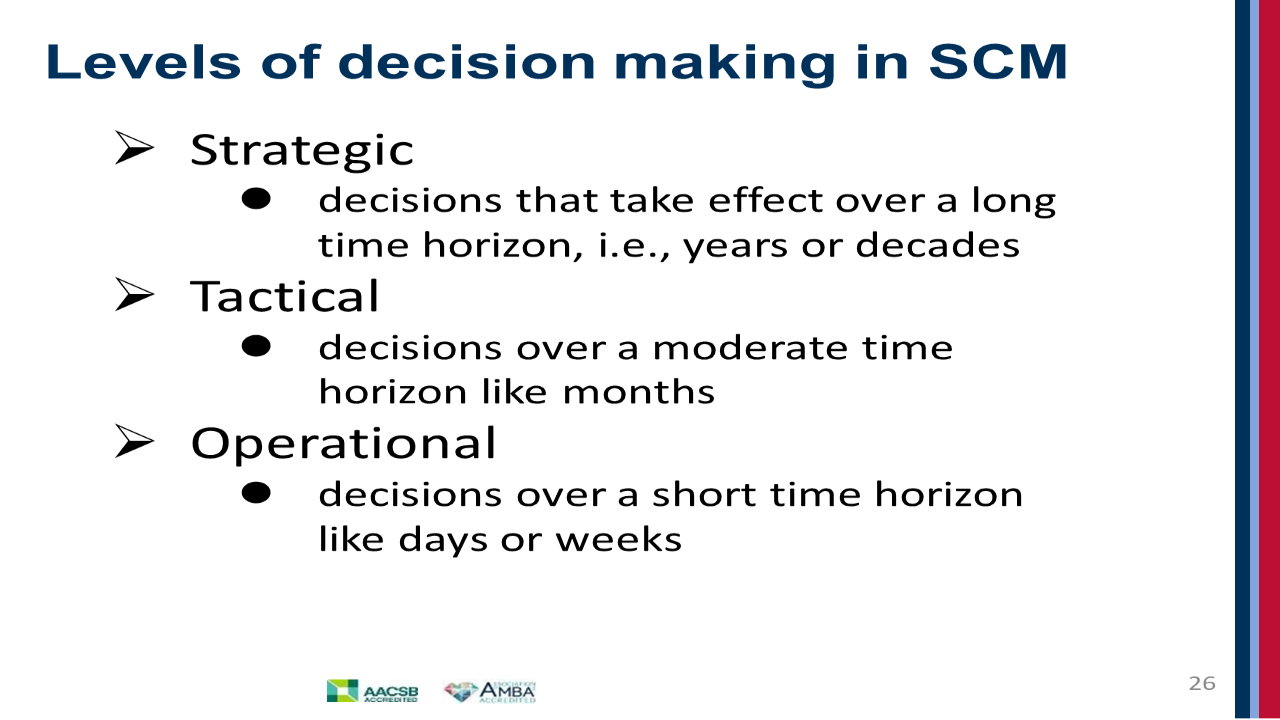 Levels of decision making in SCM
➢ Strategic
● decisions that take effect over a long
time horizon, i.e., years or decades
➢ Tactical
● decisions over a moderate time
horizon like months
➢ Operational
● decisions over a short time horizon
like days or weeks
AACSB
ACCREDITED
ASSOCIATION
AMBA
ACCREDITED
26